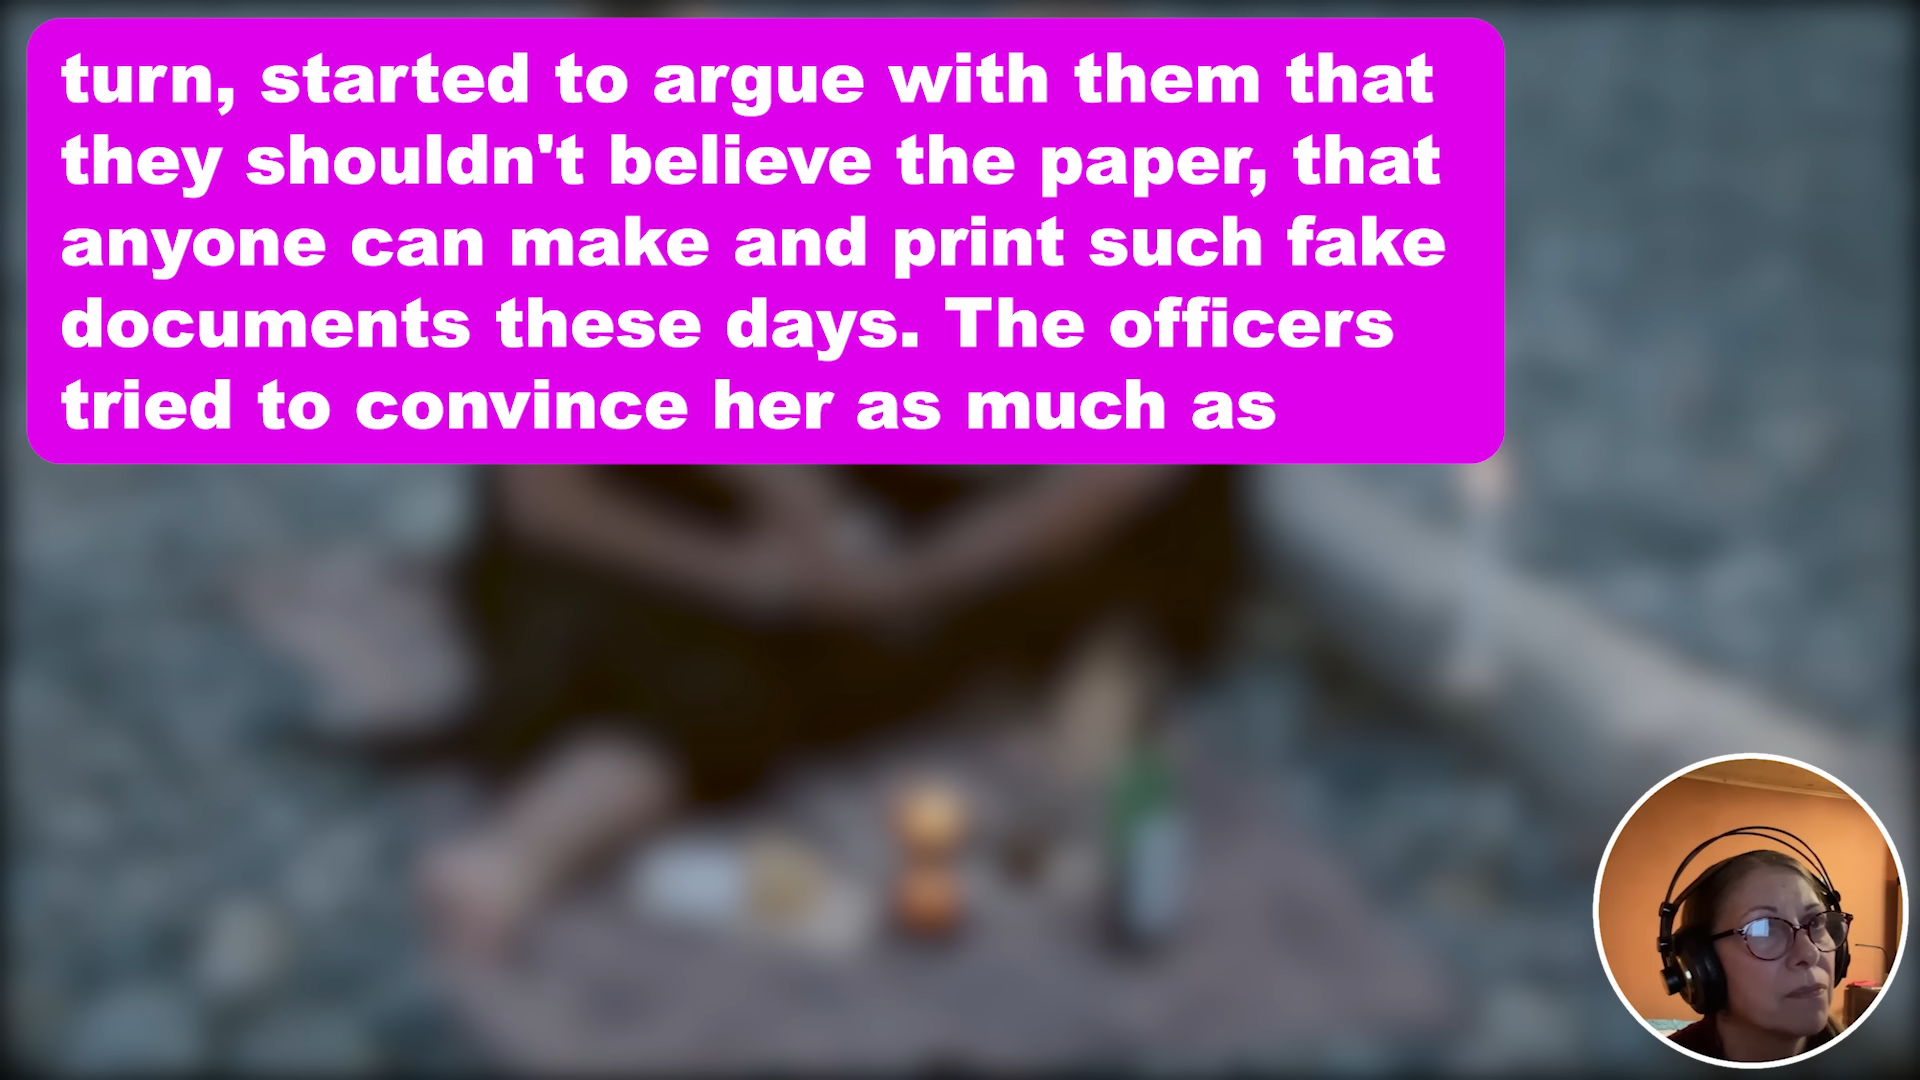 turn, started to argue with them that
they shouldn't believe the paper, that
anyone can make and print such fake
documents these days. The officers
tried to convince her as much as